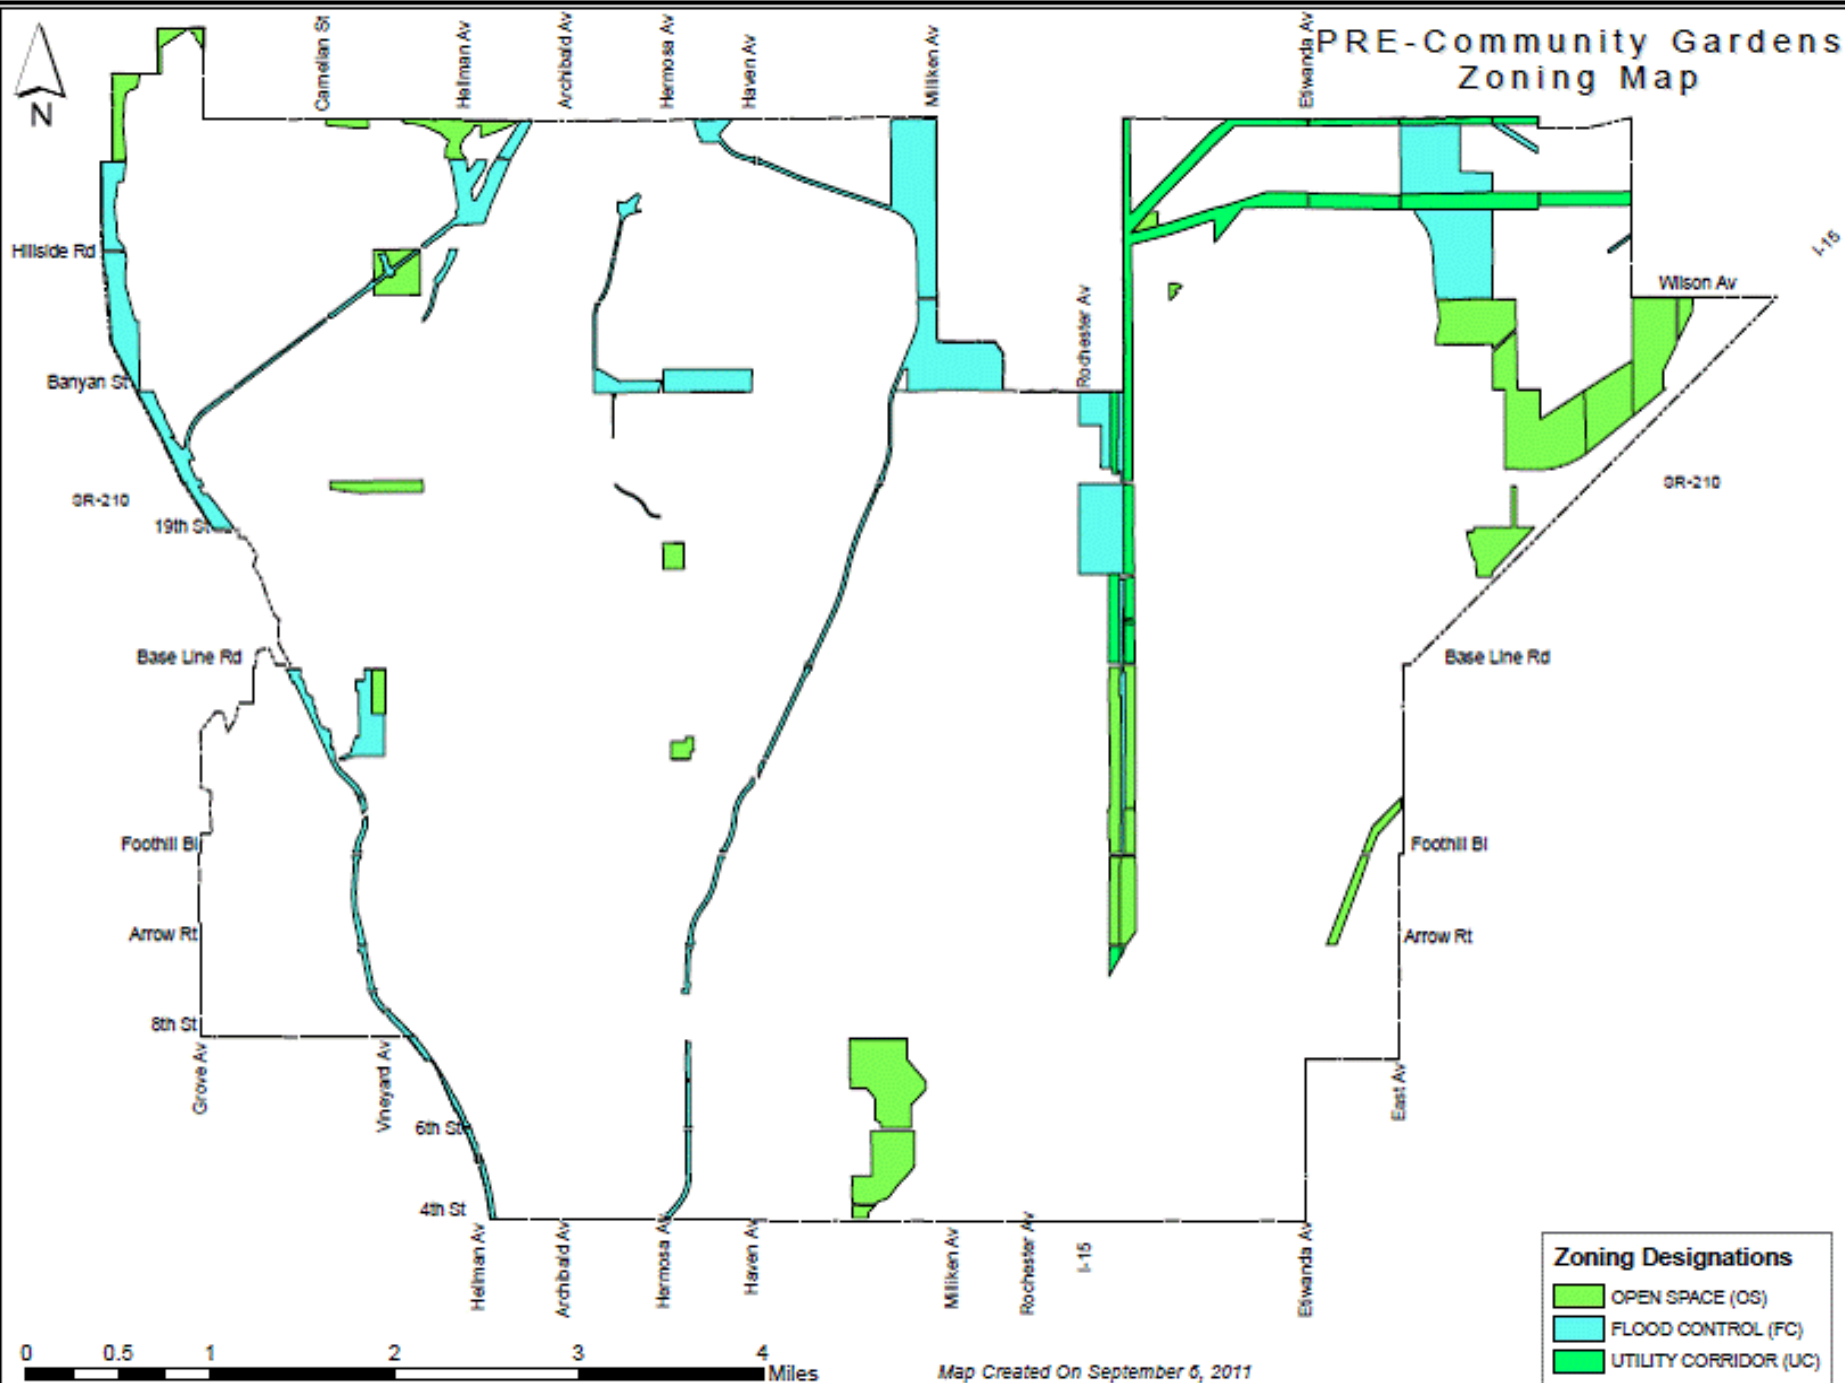 PRE-Community Gardens
Zoning Map
N
Carnelian St
Hellman Av
Archibald Av
Hermosa Av
Haven Av
Milliken Av
Etiwanda Av
Hillside Rd
I-15
Wilson Av
Rochester Av
Banyan St
SR-210
SR-210
19th St
Base Line Rd
Base Line Rd
Foothill Bl
Foothill Bl
Arrow Rt
Arrow Rt
8th St
Grove Av
Vineyard Av
East Av
6th St
4th St
Hellman Av
Archibald Av
Hermosa Av
Haven Av
Milliken Av
Rochester Av
I-15
Etiwanda Av
Zoning Designations
OPEN SPACE (OS)
FLOOD CONTROL (FC)
UTILITY CORRIDOR (UC)
0 0.5 1 2 3 4
Miles
Map Created On September 6, 2011